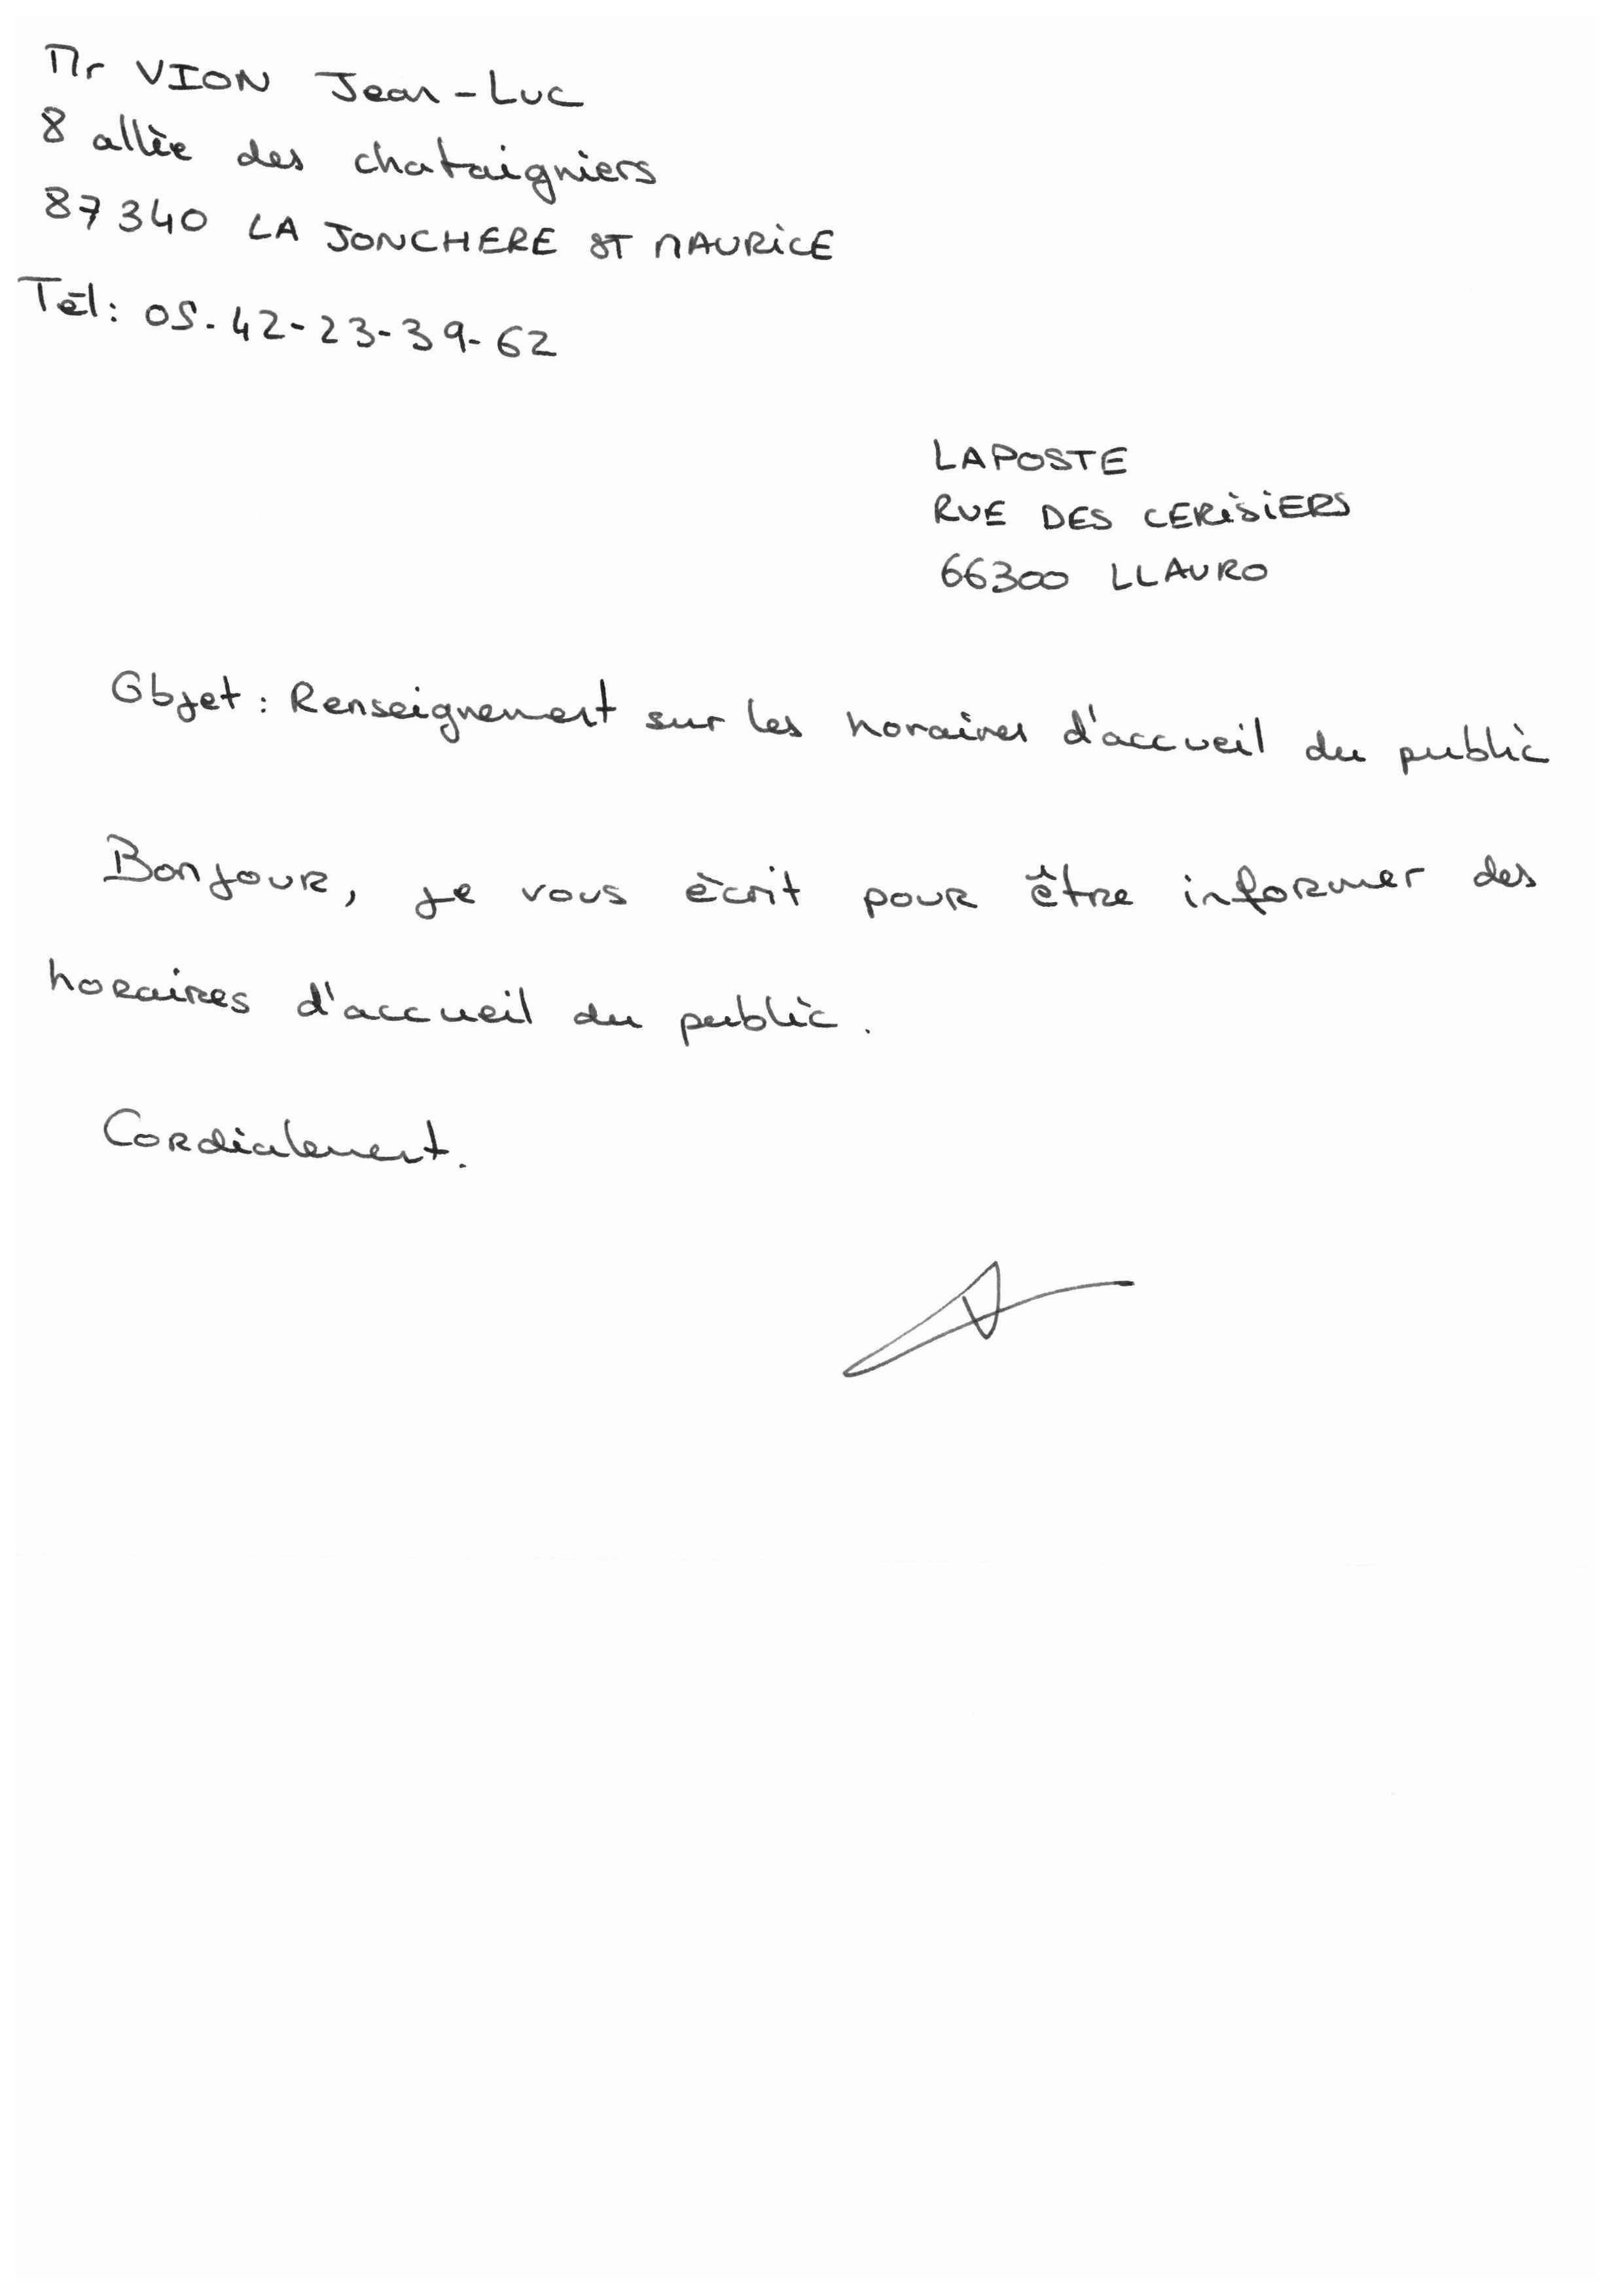 Mr VION Jean-Luc
8 allée des chataigniers
87340 LA JONCHERE ST MAURICE
Tél: 05-42-23-39-62
LAPOSTE
RUE DES CERISIERS
66300 LLAURO
Objet : Renseignement sur les horaires d'accueil du public
Bonjour, je vous écrit pour être informer des
horaires d'accueil du public.
Cordialement.